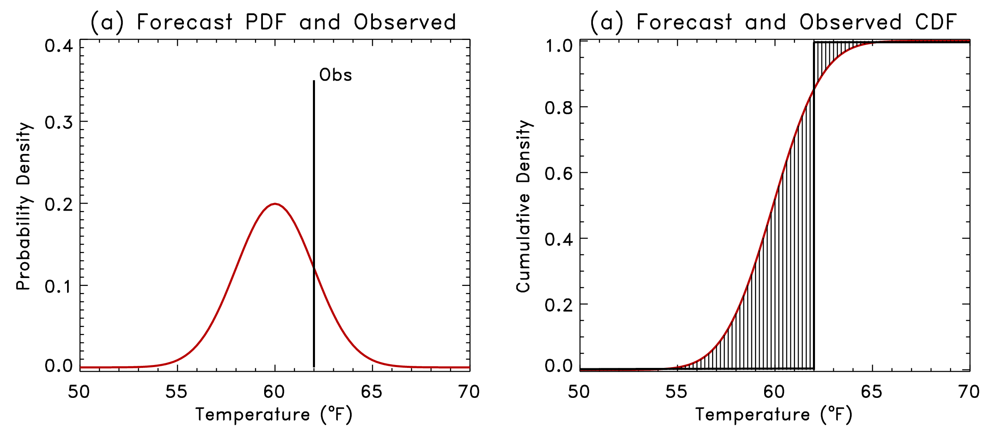 (a) Forecast PDF and Observed
0.4
0.3
0.2
0.1
0.0
Probability Density
Obs
50 55 60 65 70
Temperature (°F)
(a) Forecast and Observed CDF
1.0
0.8
0.6
0.4
0.2
0.0
Cumulative Density
50 55 60 65 70
Temperature (°F)